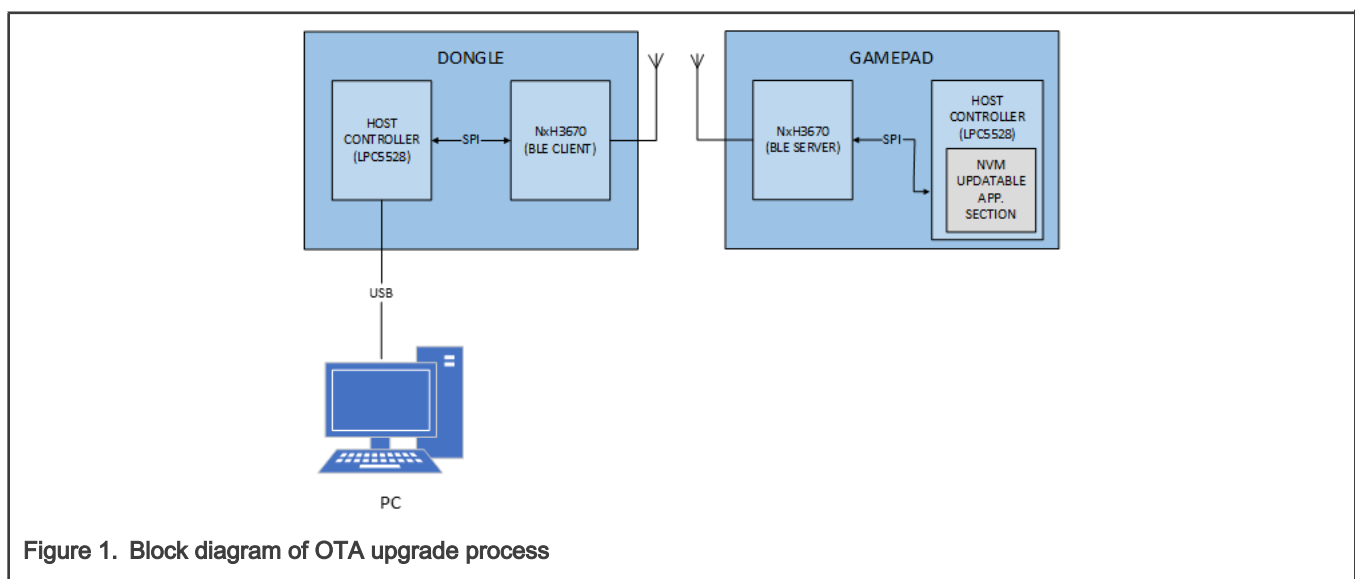 DONGLE
HOST
CONTROLLER
(LPC5528)
SPI
NxH3670
(BLE CLIENT)
GAMEPAD
NxH3670
(BLE SERVER)
SPI
HOST
CONTROLLER
(LPC5528)
NVM
UPDATABLE
APP.
SECTION
USB
PC
Figure 1. Block diagram of OTA upgrade process